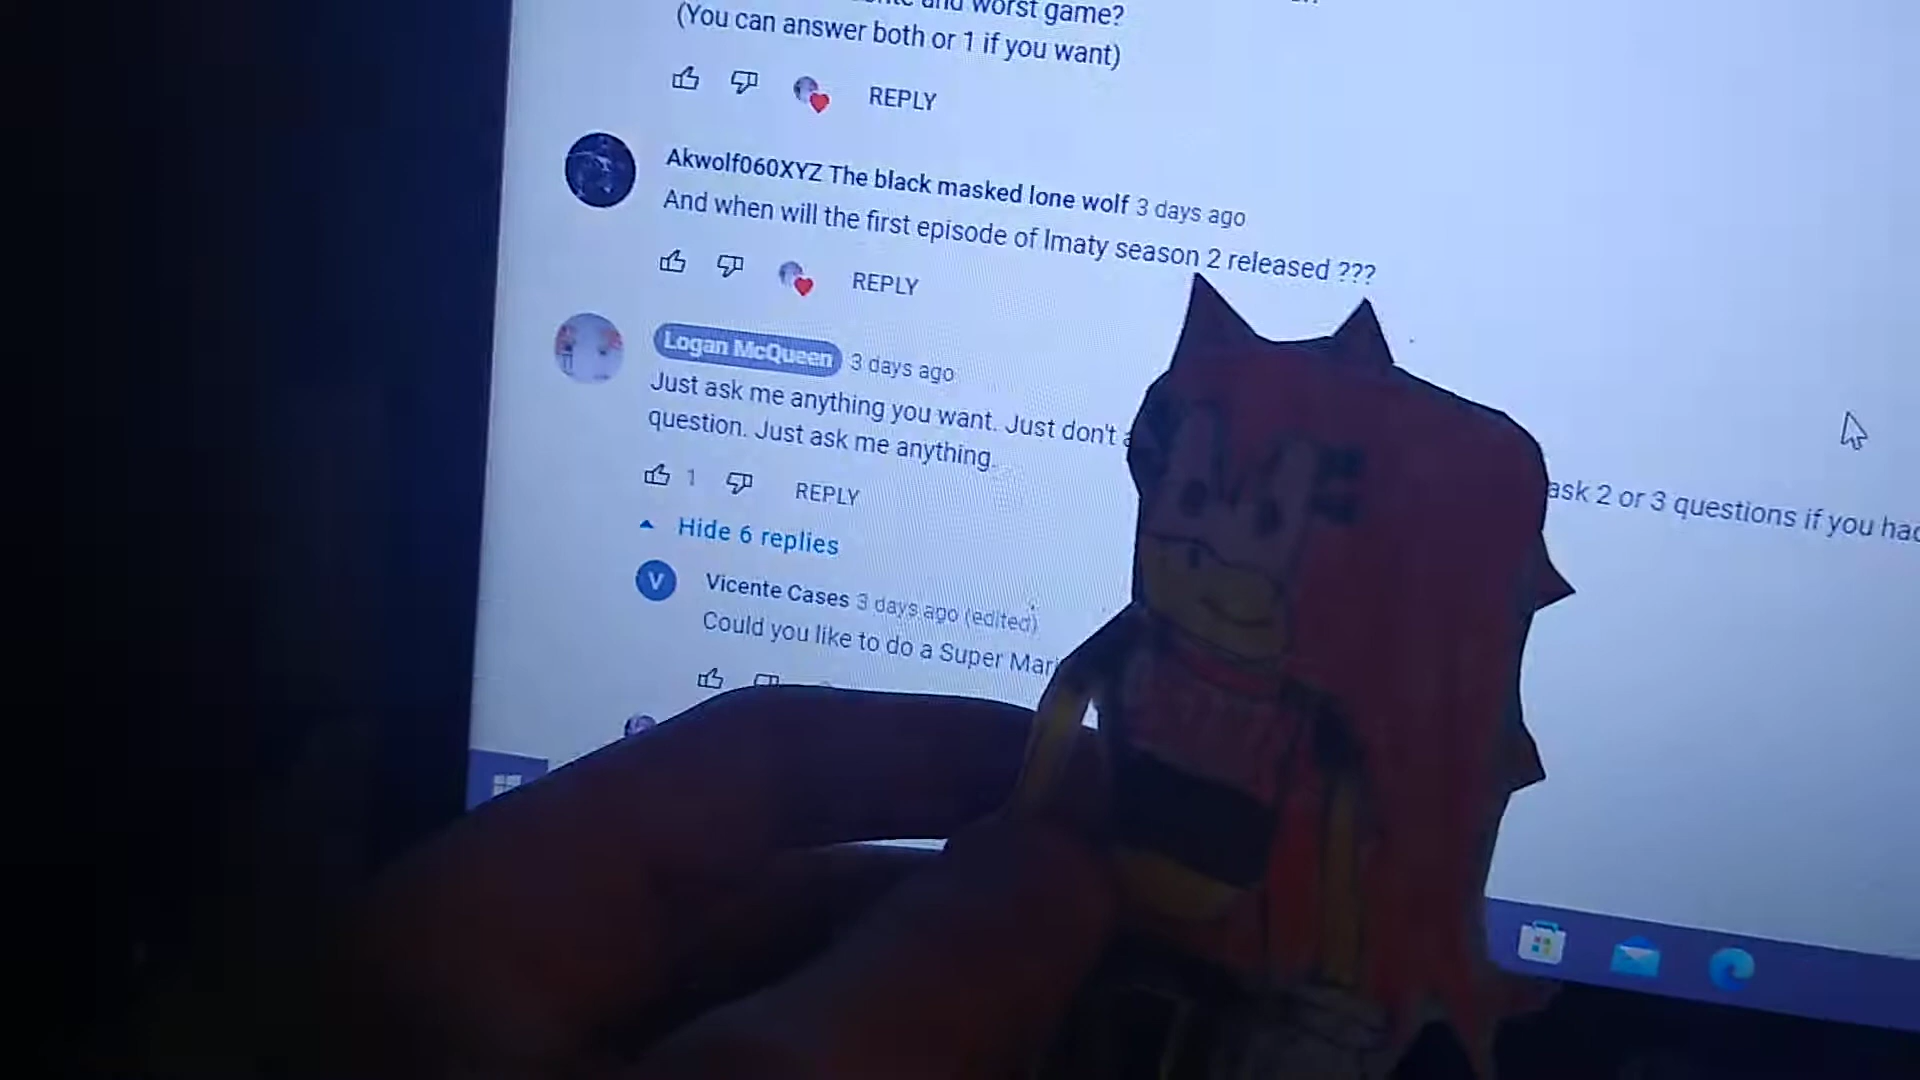 and worst game?
(You can answer both or 1 if you want)
REPLY
Akwolf060XYZ The black masked lone wolf 3 days ago
And when will the first episode of Imaty season 2 released ???
REPLY
Logan McQueen 3 days ago
Just ask me anything you want. Just don't ask 2 or 3 questions if you
question. Just ask me anything.
1 REPLY
Hide 6 replies
V
Vicente Cases 3 days ago (edited)
Could you like to do a Super